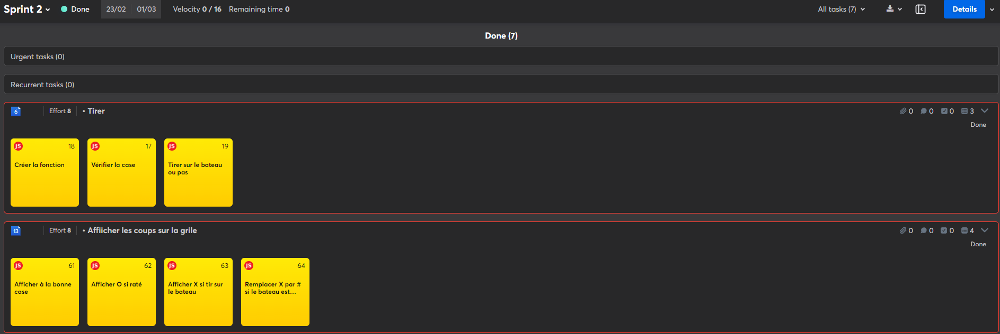 Sprint 2 Done 23/02 01/03 Velocity 0 / 16 Remaining time 0 All tasks (7) Details
Done (7)
Urgent tasks (0)
Recurrent tasks (0)
6 Effort 8 • Tirer 0 0 0 3
Done
JS 18
Créer la fonction
JS 17
Vérifier la case
JS 19
Tirer sur le bateau
ou pas
13 Effort 8 • Affiicher les coups sur la grile 0 0 0 4
Done
JS 61
Afficher à la bonne
case
JS 62
Afficher O si raté
JS 63
Afficher X si tir sur
le bateau
JS 64
Remplacer X par #
si le bateau est...